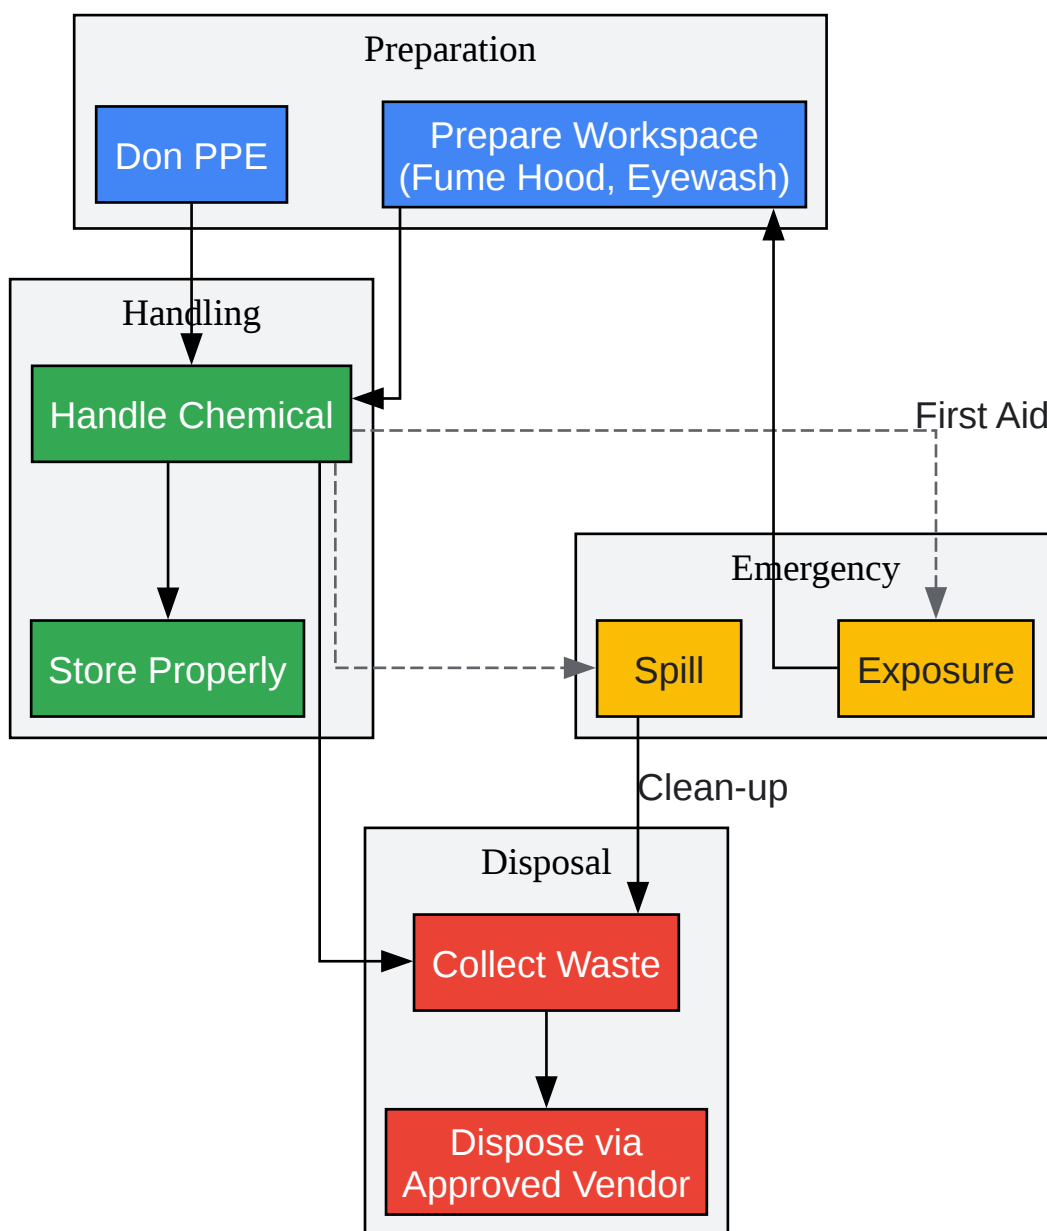 Preparation
Don PPE
Prepare Workspace
(Fume Hood, Eyewash)
Handling
Handle Chemical
First Aid
Emergency
Store Properly
Spill
Exposure
Clean-up
Disposal
Collect Waste
Dispose via
Approved Vendor